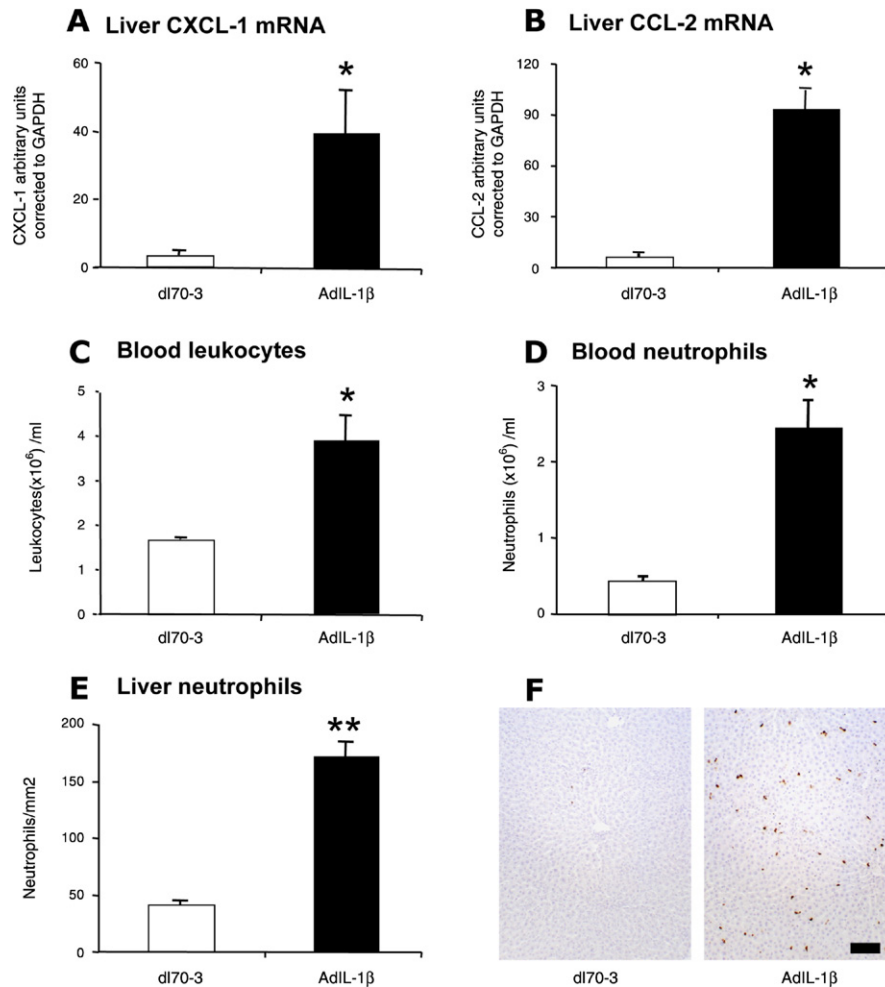 A Liver CXCL-1 mRNA
CXCL-1 arbitrary units
corrected to GAPDH
60
40
20
0
*
dl70-3 AdIL-1β
B Liver CCL-2 mRNA
CCL-2 arbitrary units
corrected to GAPDH
120
90
60
30
0
*
dl70-3 AdIL-1β
C Blood leukocytes
Leukocytes(x10⁶) /ml
5
4
3
2
1
0
*
dl70-3 AdIL-1β
D Blood neutrophils
Neutrophils (x10⁶) /ml
3
2
1
0
*
dl70-3 AdIL-1β
E Liver neutrophils
Neutrophils/mm2
200
150
100
50
0
**
dl70-3 AdIL-1β
F
dl70-3 AdIL-1β